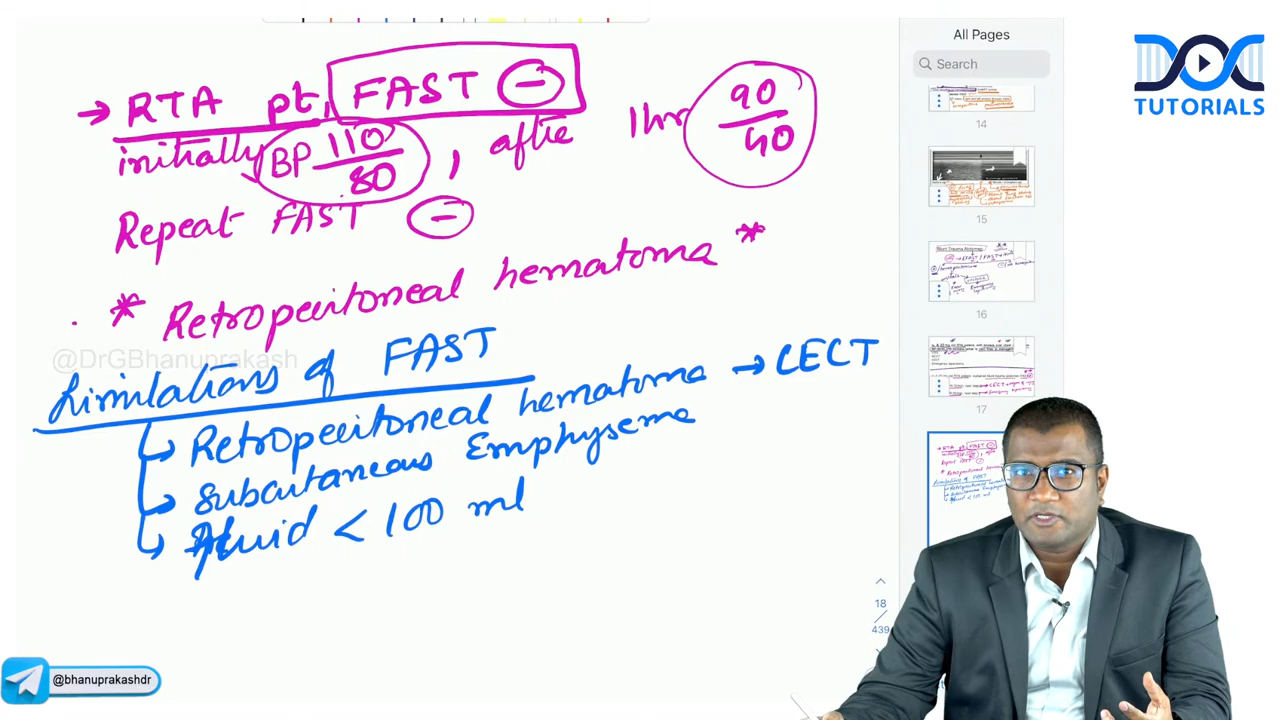 → RTA pt, FAST ⊖
initially BP 110/80, after 1hr 90/40
Repeat FAST ⊖
* Retroperitoneal hematoma *
@DrGBhanuprakash
Limitations of FAST
Retroperitoneal hematoma → CECT
Subcutaneous Emphysema
fluid < 100 ml
@bhanuprakashdr
All Pages
Search
14
15
16
17
18
439
DOC
TUTORIALS